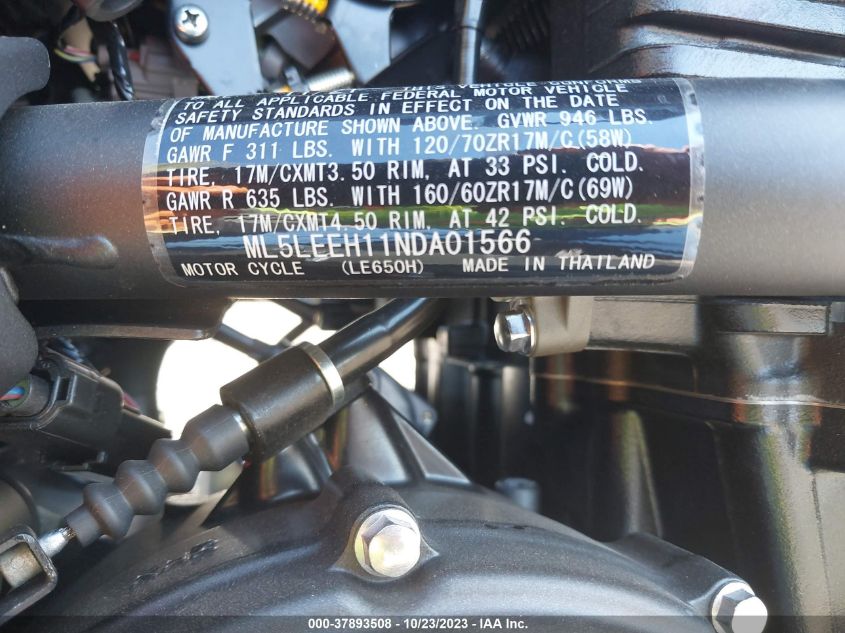 VEHICLE CONFORMS
TO ALL APPLICABLE FEDERAL MOTOR VEHICLE
SAFETY STANDARDS IN EFFECT ON THE DATE
OF MANUFACTURE SHOWN ABOVE. GVWR 946 LBS.
GAWR F 311 LBS. WITH 120/70ZR17M/C(58W)
TIRE, 17M/CXMT3.50 RIM, AT 33 PSI. COLD.
GAWR R 635 LBS. WITH 160/60ZR17M/C(69W)
TIRE, 17M/CXMT4.50 RIM, AT 42 PSI. COLD.
ML5LEEH11NDA01566
MOTOR CYCLE (LE650H) MADE IN THAILAND
000-37893508 - 10/23/2023 - IAA Inc.